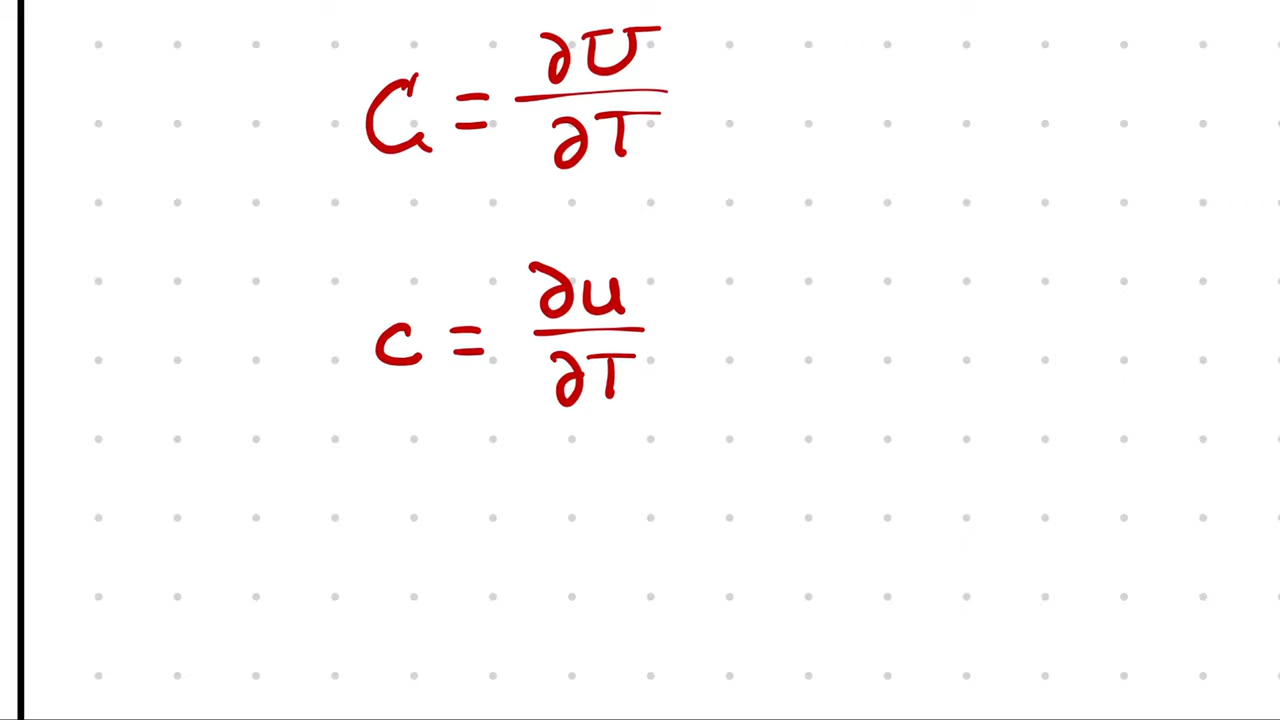 C = ∂U/∂T
c = ∂u/∂T